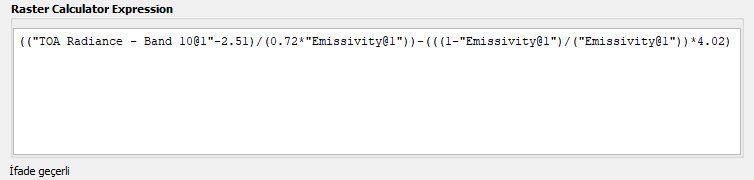 Raster Calculator Expression
(("TOA Radiance - Band 10@1"-2.51)/(0.72*"Emissivity@1"))-(((1-"Emissivity@1")/("Emissivity@1"))*4.02)
İfade geçerli